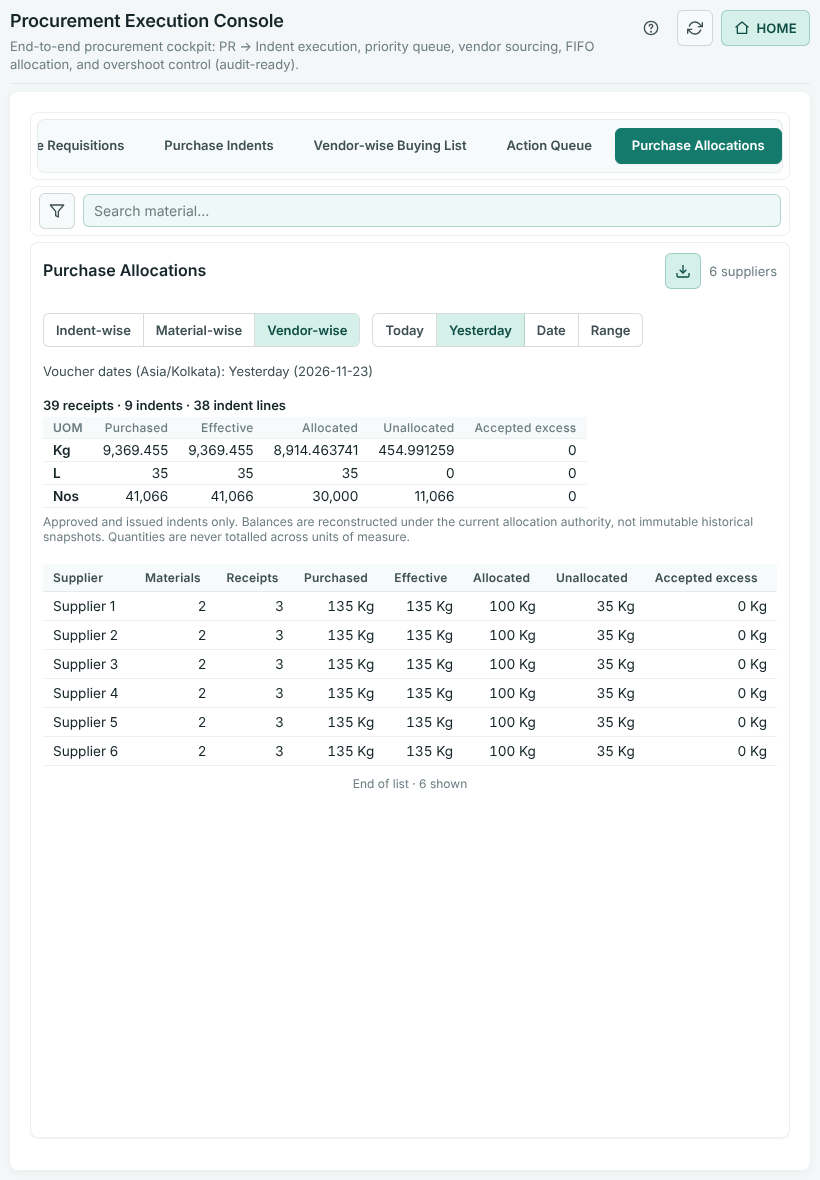 Procurement Execution Console
End-to-end procurement cockpit: PR → Indent execution, priority queue, vendor sourcing, FIFO
allocation, and overshoot control (audit-ready).
HOME
e Requisitions Purchase Indents Vendor-wise Buying List Action Queue Purchase Allocations
Search material...
Purchase Allocations
6 suppliers
Indent-wise Material-wise Vendor-wise Today Yesterday Date Range
Voucher dates (Asia/Kolkata): Yesterday (2026-11-23)
39 receipts · 9 indents · 38 indent lines
UOM Purchased Effective Allocated Unallocated Accepted excess
Kg 9,369.455 9,369.455 8,914.463741 454.991259 0
L 35 35 35 0 0
Nos 41,066 41,066 30,000 11,066 0
Approved and issued indents only. Balances are reconstructed under the current allocation authority, not immutable historical
snapshots. Quantities are never totalled across units of measure.
Supplier Materials Receipts Purchased Effective Allocated Unallocated Accepted excess
Supplier 1 2 3 135 Kg 135 Kg 100 Kg 35 Kg 0 Kg
Supplier 2 2 3 135 Kg 135 Kg 100 Kg 35 Kg 0 Kg
Supplier 3 2 3 135 Kg 135 Kg 100 Kg 35 Kg 0 Kg
Supplier 4 2 3 135 Kg 135 Kg 100 Kg 35 Kg 0 Kg
Supplier 5 2 3 135 Kg 135 Kg 100 Kg 35 Kg 0 Kg
Supplier 6 2 3 135 Kg 135 Kg 100 Kg 35 Kg 0 Kg
End of list · 6 shown